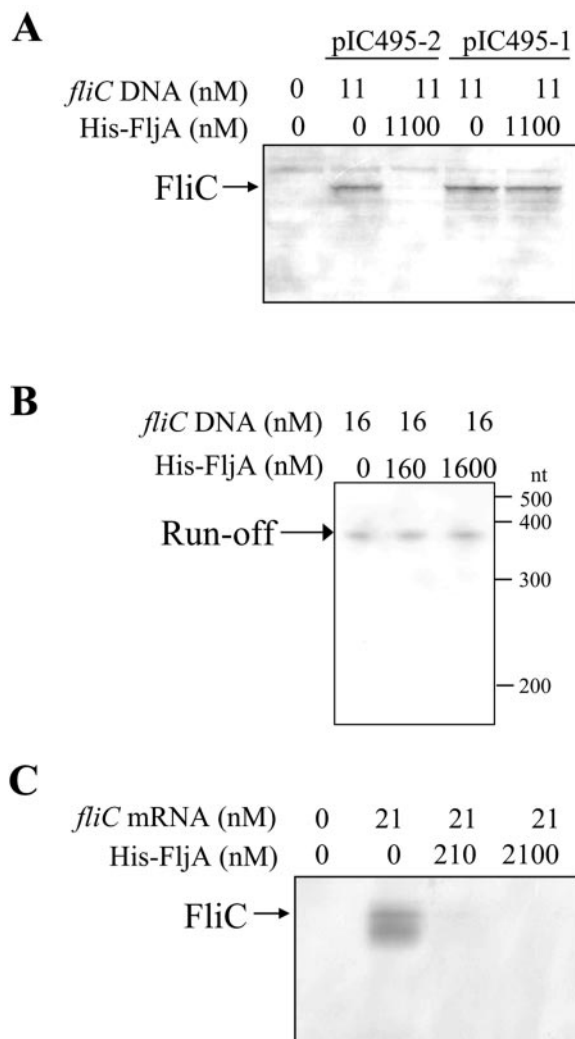 A
pIC495-2 pIC495-1
fliC DNA (nM) 0 11 11 11 11
His-FljA (nM) 0 0 1100 0 1100
FliC
B
fliC DNA (nM) 16 16 16
His-FljA (nM) 0 160 1600
nt
500
400
Run-off
300
200
C
fliC mRNA (nM) 0 21 21 21
His-FljA (nM) 0 0 210 2100
FliC